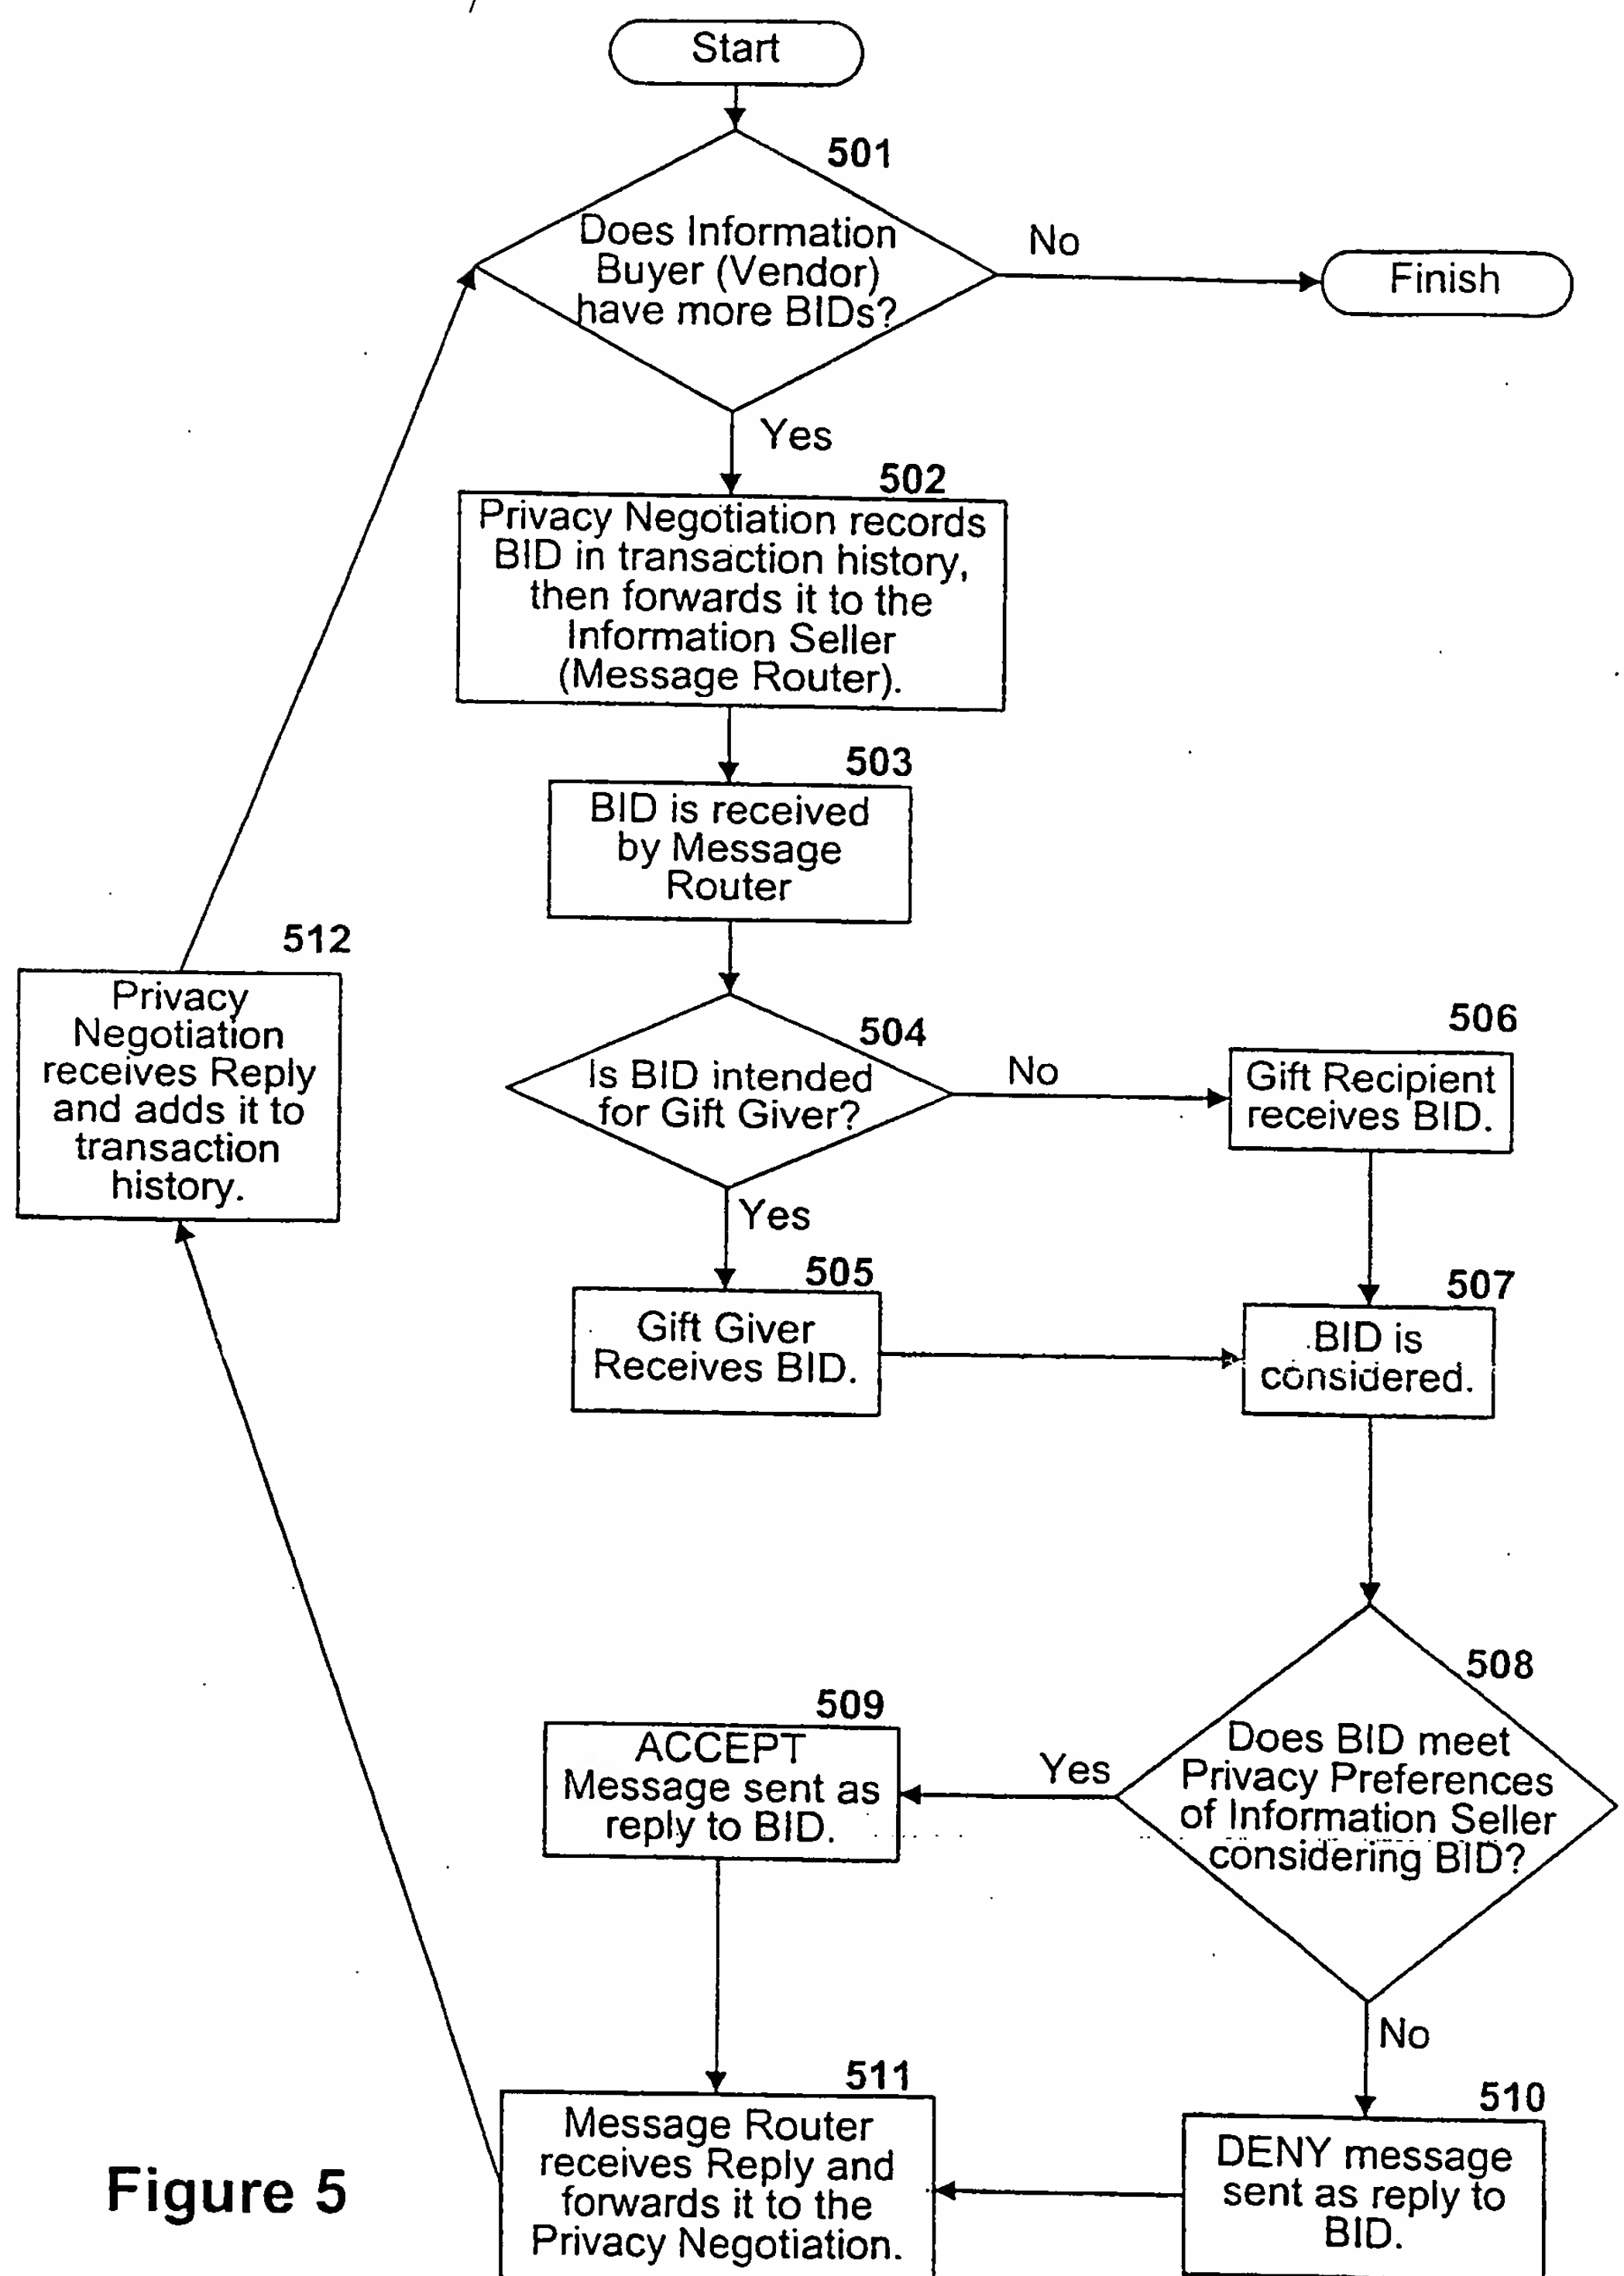 Start
501
Does Information
Buyer (Vendor)
have more BIDs?
No
Finish
Yes
502
Privacy Negotiation records
BID in transaction history,
then forwards it to the
Information Seller
(Message Router).
503
BID is received
by Message
Router
512
Privacy
Negotiation
receives Reply
and adds it to
transaction
history.
504
Is BID intended
for Gift Giver?
No
506
Gift Recipient
receives BID.
Yes
505
Gift Giver
Receives BID.
507
BID is
considered.
508
Does BID meet
Privacy Preferences
of Information Seller
considering BID?
Yes
509
ACCEPT
Message sent as
reply to BID.
No
511
Message Router
receives Reply and
forwards it to the
Privacy Negotiation.
510
DENY message
sent as reply to
BID.
Figure 5